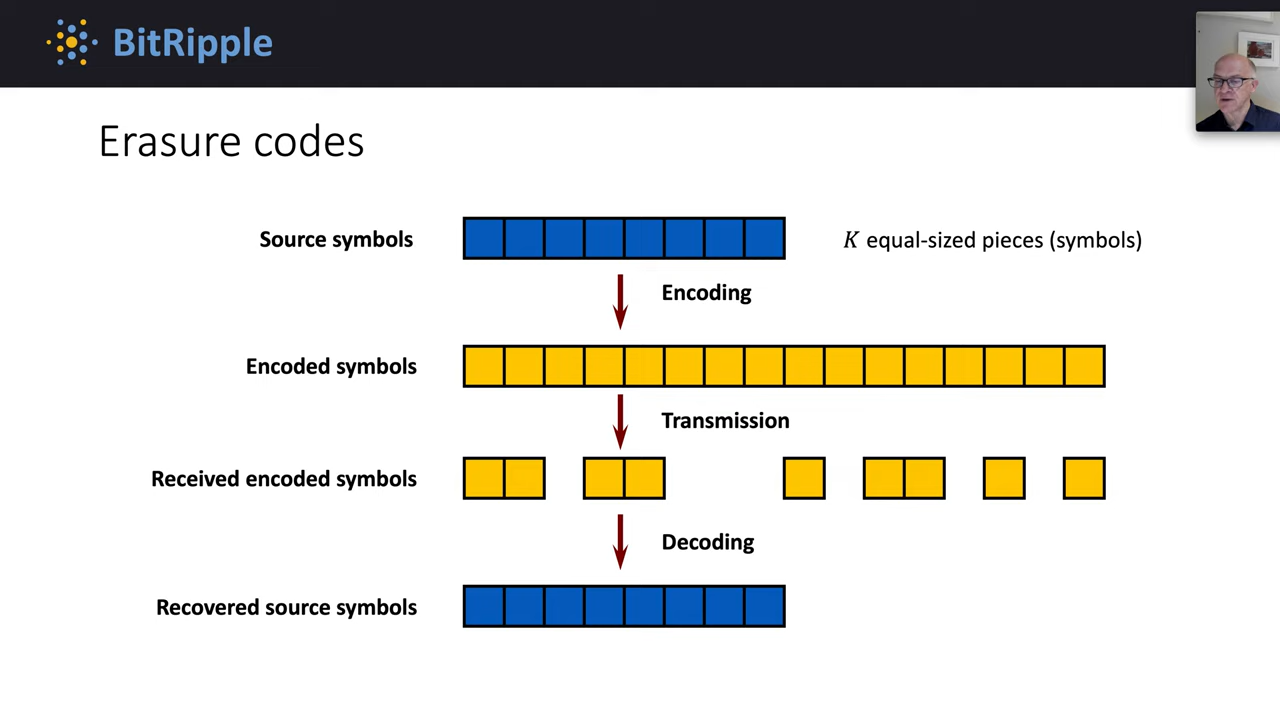 BitRipple
Erasure codes
Source symbols
K equal-sized pieces (symbols)
Encoding
Encoded symbols
Transmission
Received encoded symbols
Decoding
Recovered source symbols